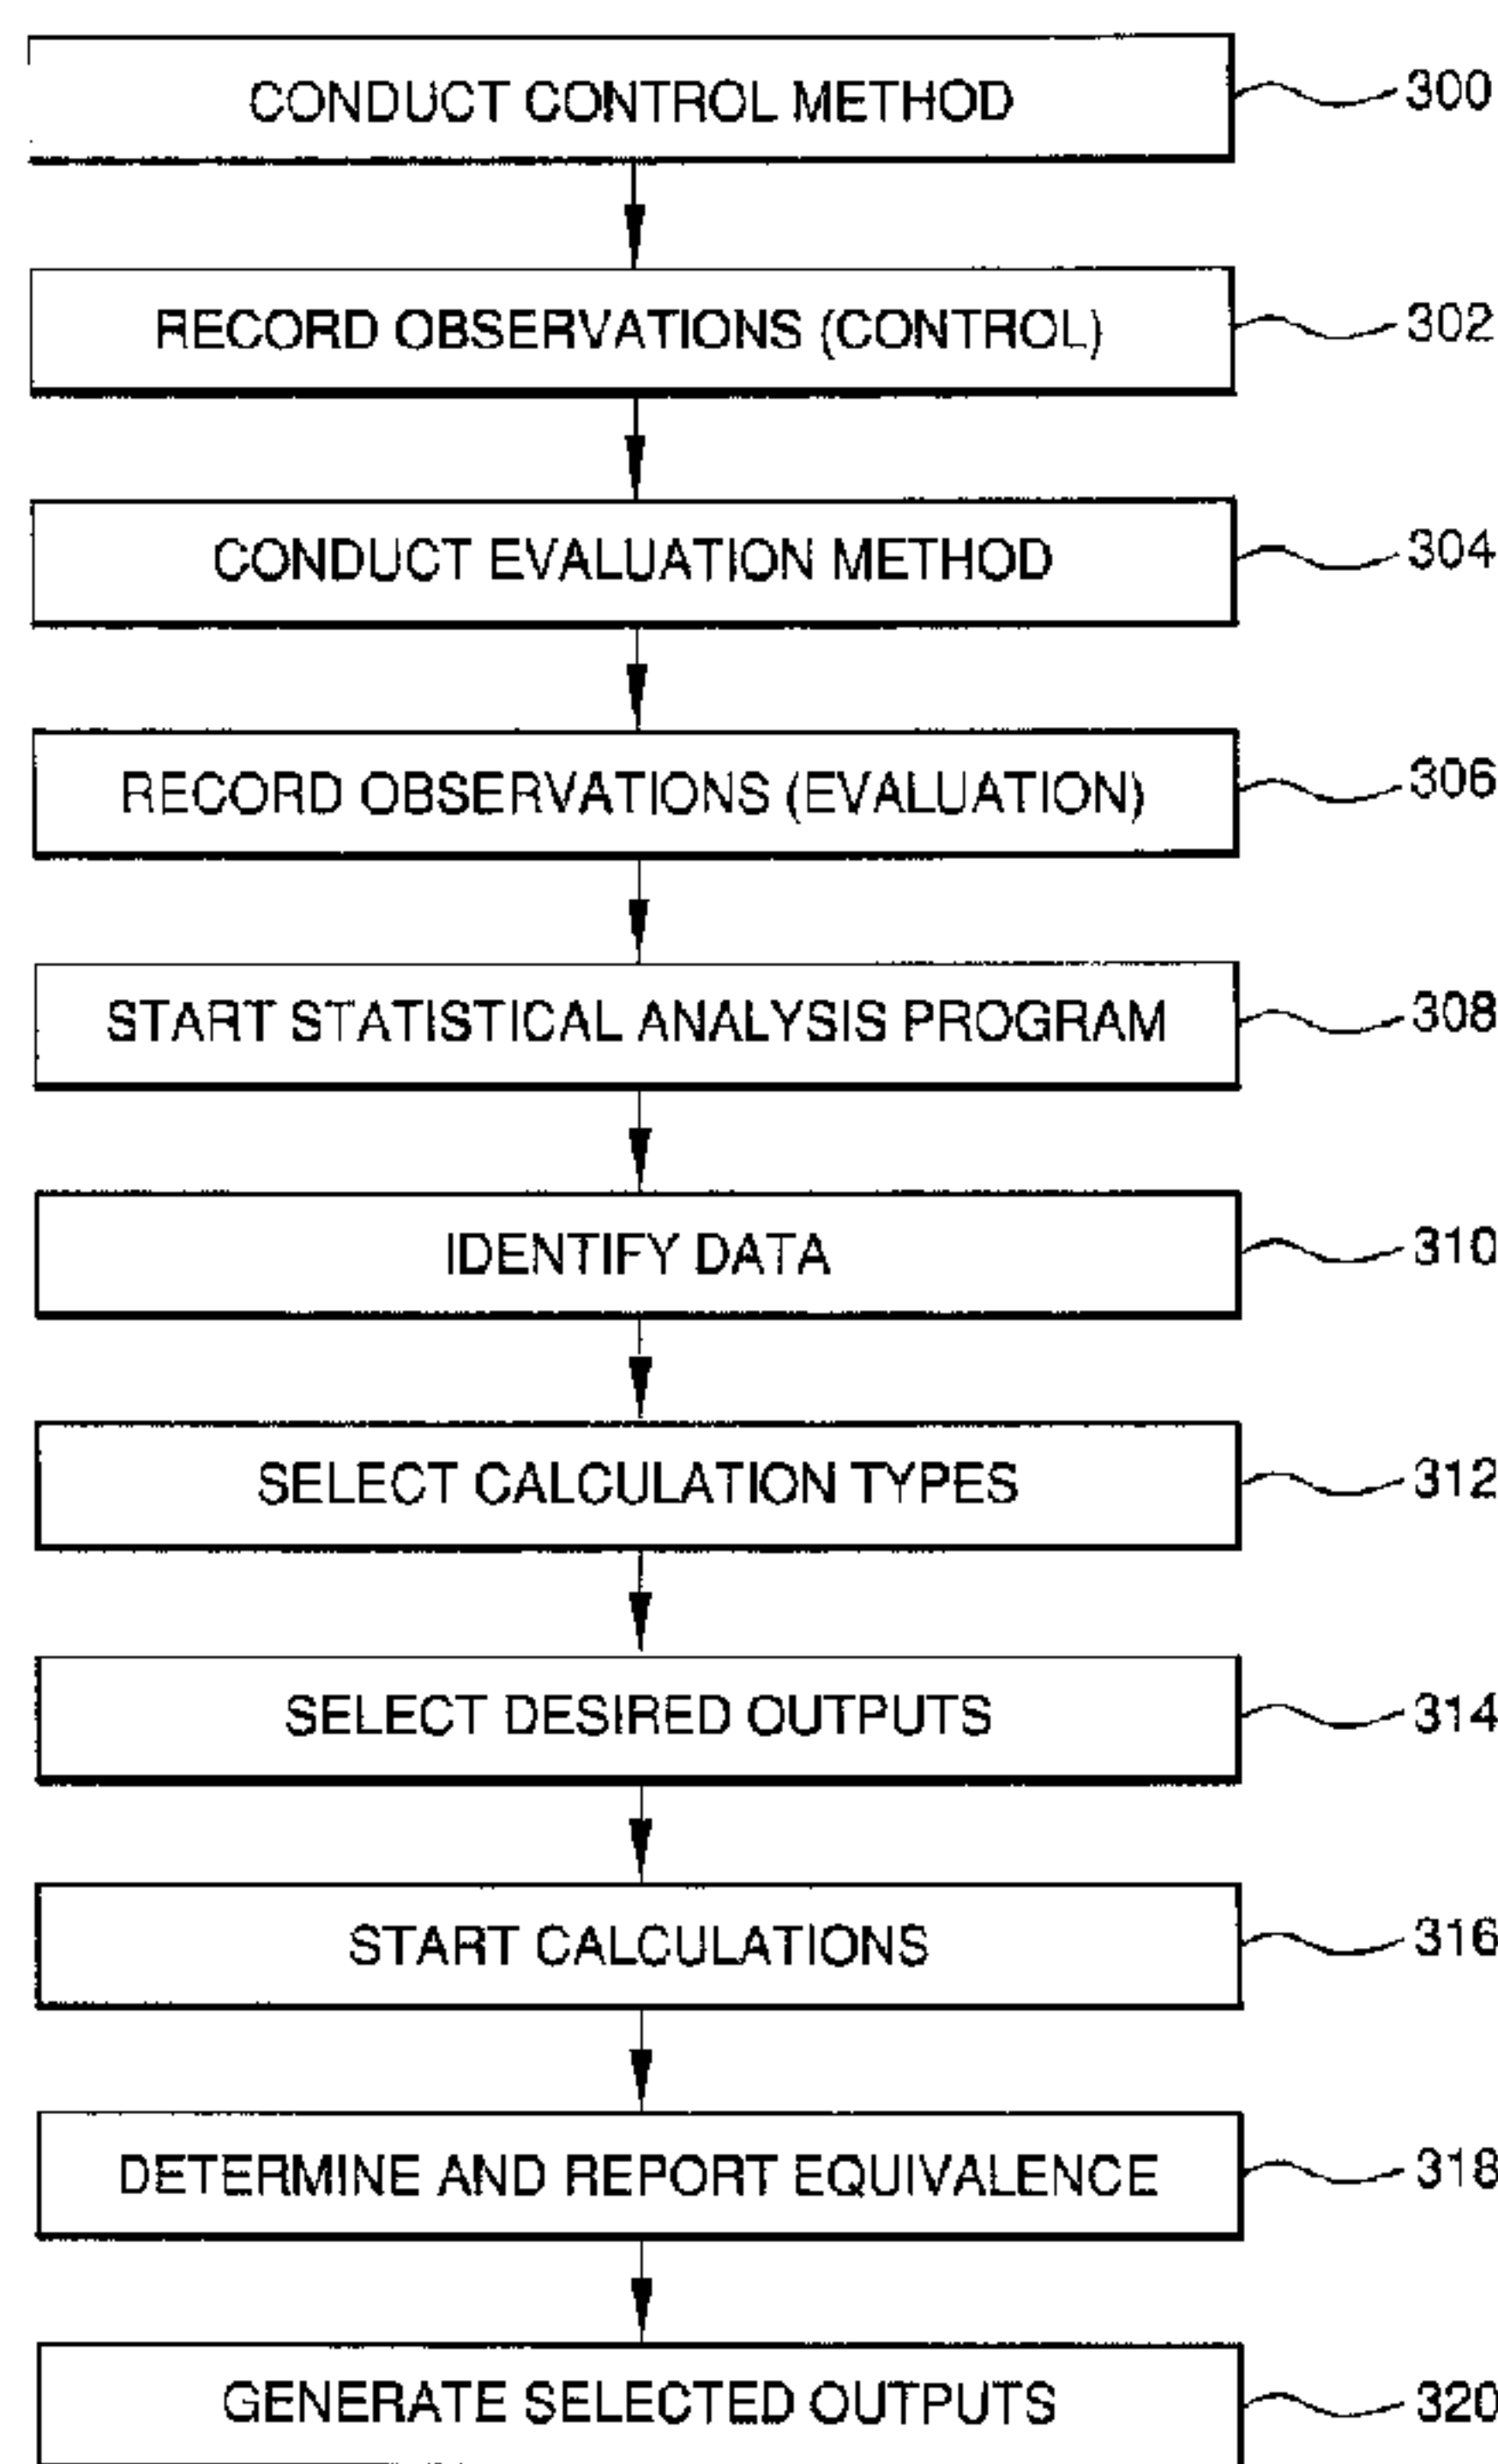 CONDUCT CONTROL METHOD 300
RECORD OBSERVATIONS (CONTROL) 302
CONDUCT EVALUATION METHOD 304
RECORD OBSERVATIONS (EVALUATION) 306
START STATISTICAL ANALYSIS PROGRAM 308
IDENTIFY DATA 310
SELECT CALCULATION TYPES 312
SELECT DESIRED OUTPUTS 314
START CALCULATIONS 316
DETERMINE AND REPORT EQUIVALENCE 318
GENERATE SELECTED OUTPUTS 320